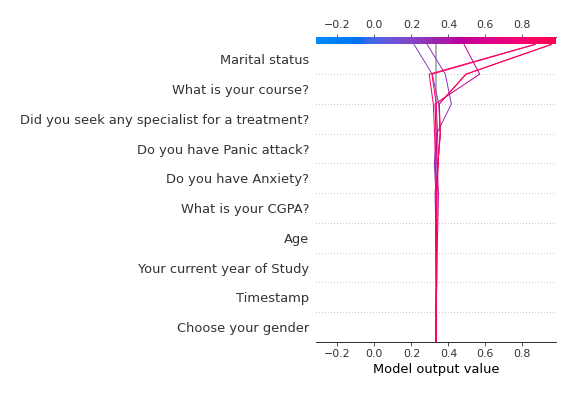 −0.2 0.0 0.2 0.4 0.6 0.8
Marital status
What is your course?
Did you seek any specialist for a treatment?
Do you have Panic attack?
Do you have Anxiety?
What is your CGPA?
Age
Your current year of Study
Timestamp
Choose your gender
−0.2 0.0 0.2 0.4 0.6 0.8
Model output value